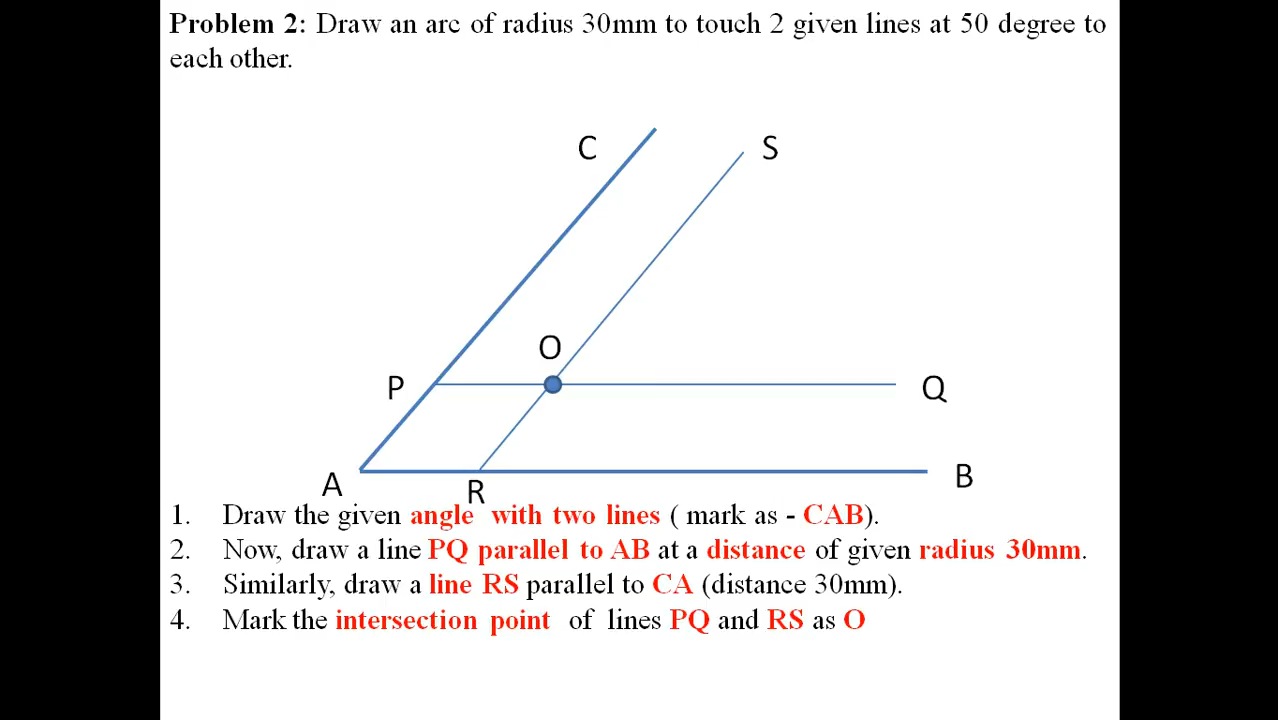 Problem 2: Draw an arc of radius 30mm to touch 2 given lines at 50 degree to
each other.
C
S
O
P
Q
A
R
B
1. Draw the given angle with two lines ( mark as - CAB).
2. Now, draw a line PQ parallel to AB at a distance of given radius 30mm.
3. Similarly, draw a line RS parallel to CA (distance 30mm).
4. Mark the intersection point of lines PQ and RS as O